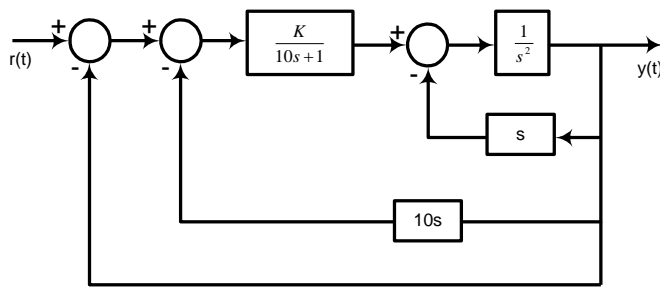 r(t)
+
-
+
-
K
10s+1
+
-
1
s²
y(t)
s
10s